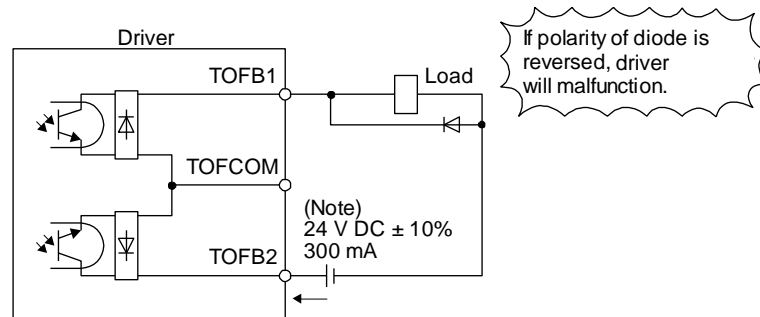 Driver
If polarity of diode is
reversed, driver
will malfunction.
TOFB1
Load
TOFCOM
(Note)
24 V DC ± 10%
300 mA
TOFB2